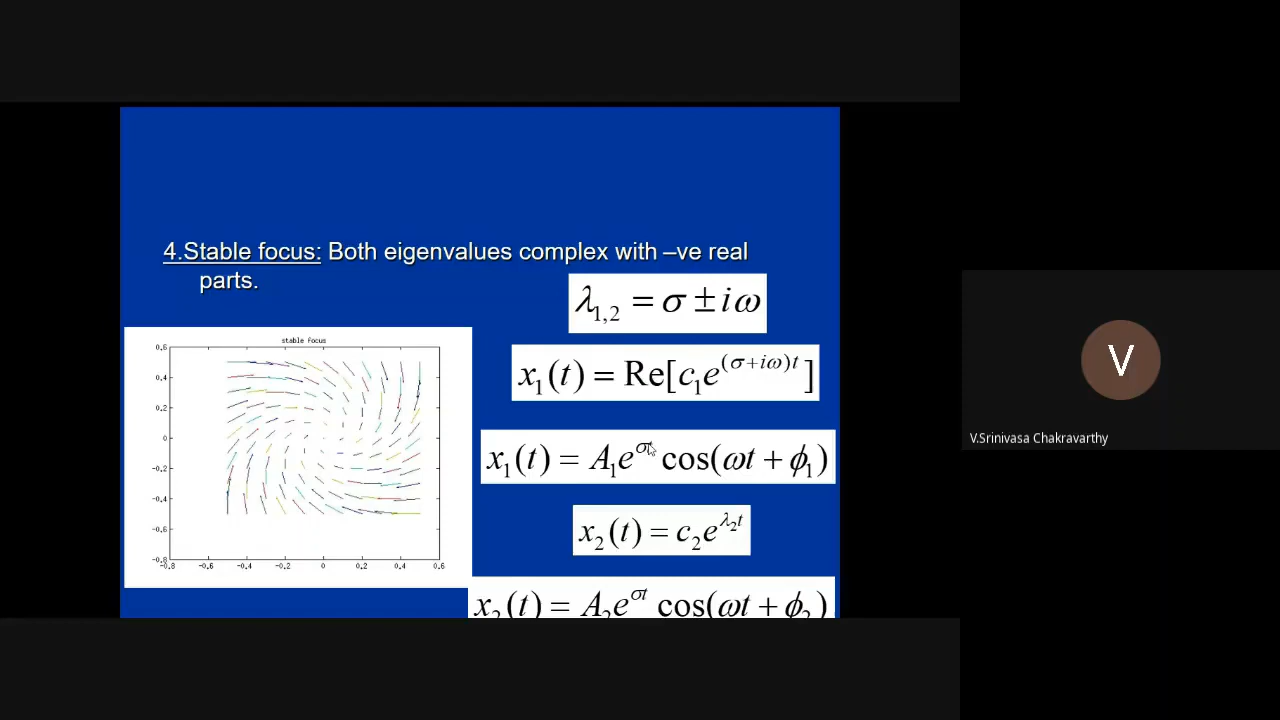 4.Stable focus: Both eigenvalues complex with –ve real
parts.
λ₁,₂ = σ ± iω
x₁(t) = Re[c₁e^(σ+iω)t]
x₁(t) = A₁e^σt cos(ωt + ϕ₁)
x₂(t) = c₂e^λ₂t
x₂(t) = A₂e^σt cos(ωt + ϕ₂)
stable focus
0.6
0.4
0.2
0
-0.2
-0.4
-0.6
-0.8
-0.8 -0.6 -0.4 -0.2 0 0.2 0.4 0.6
V
V.Srinivasa Chakravarthy